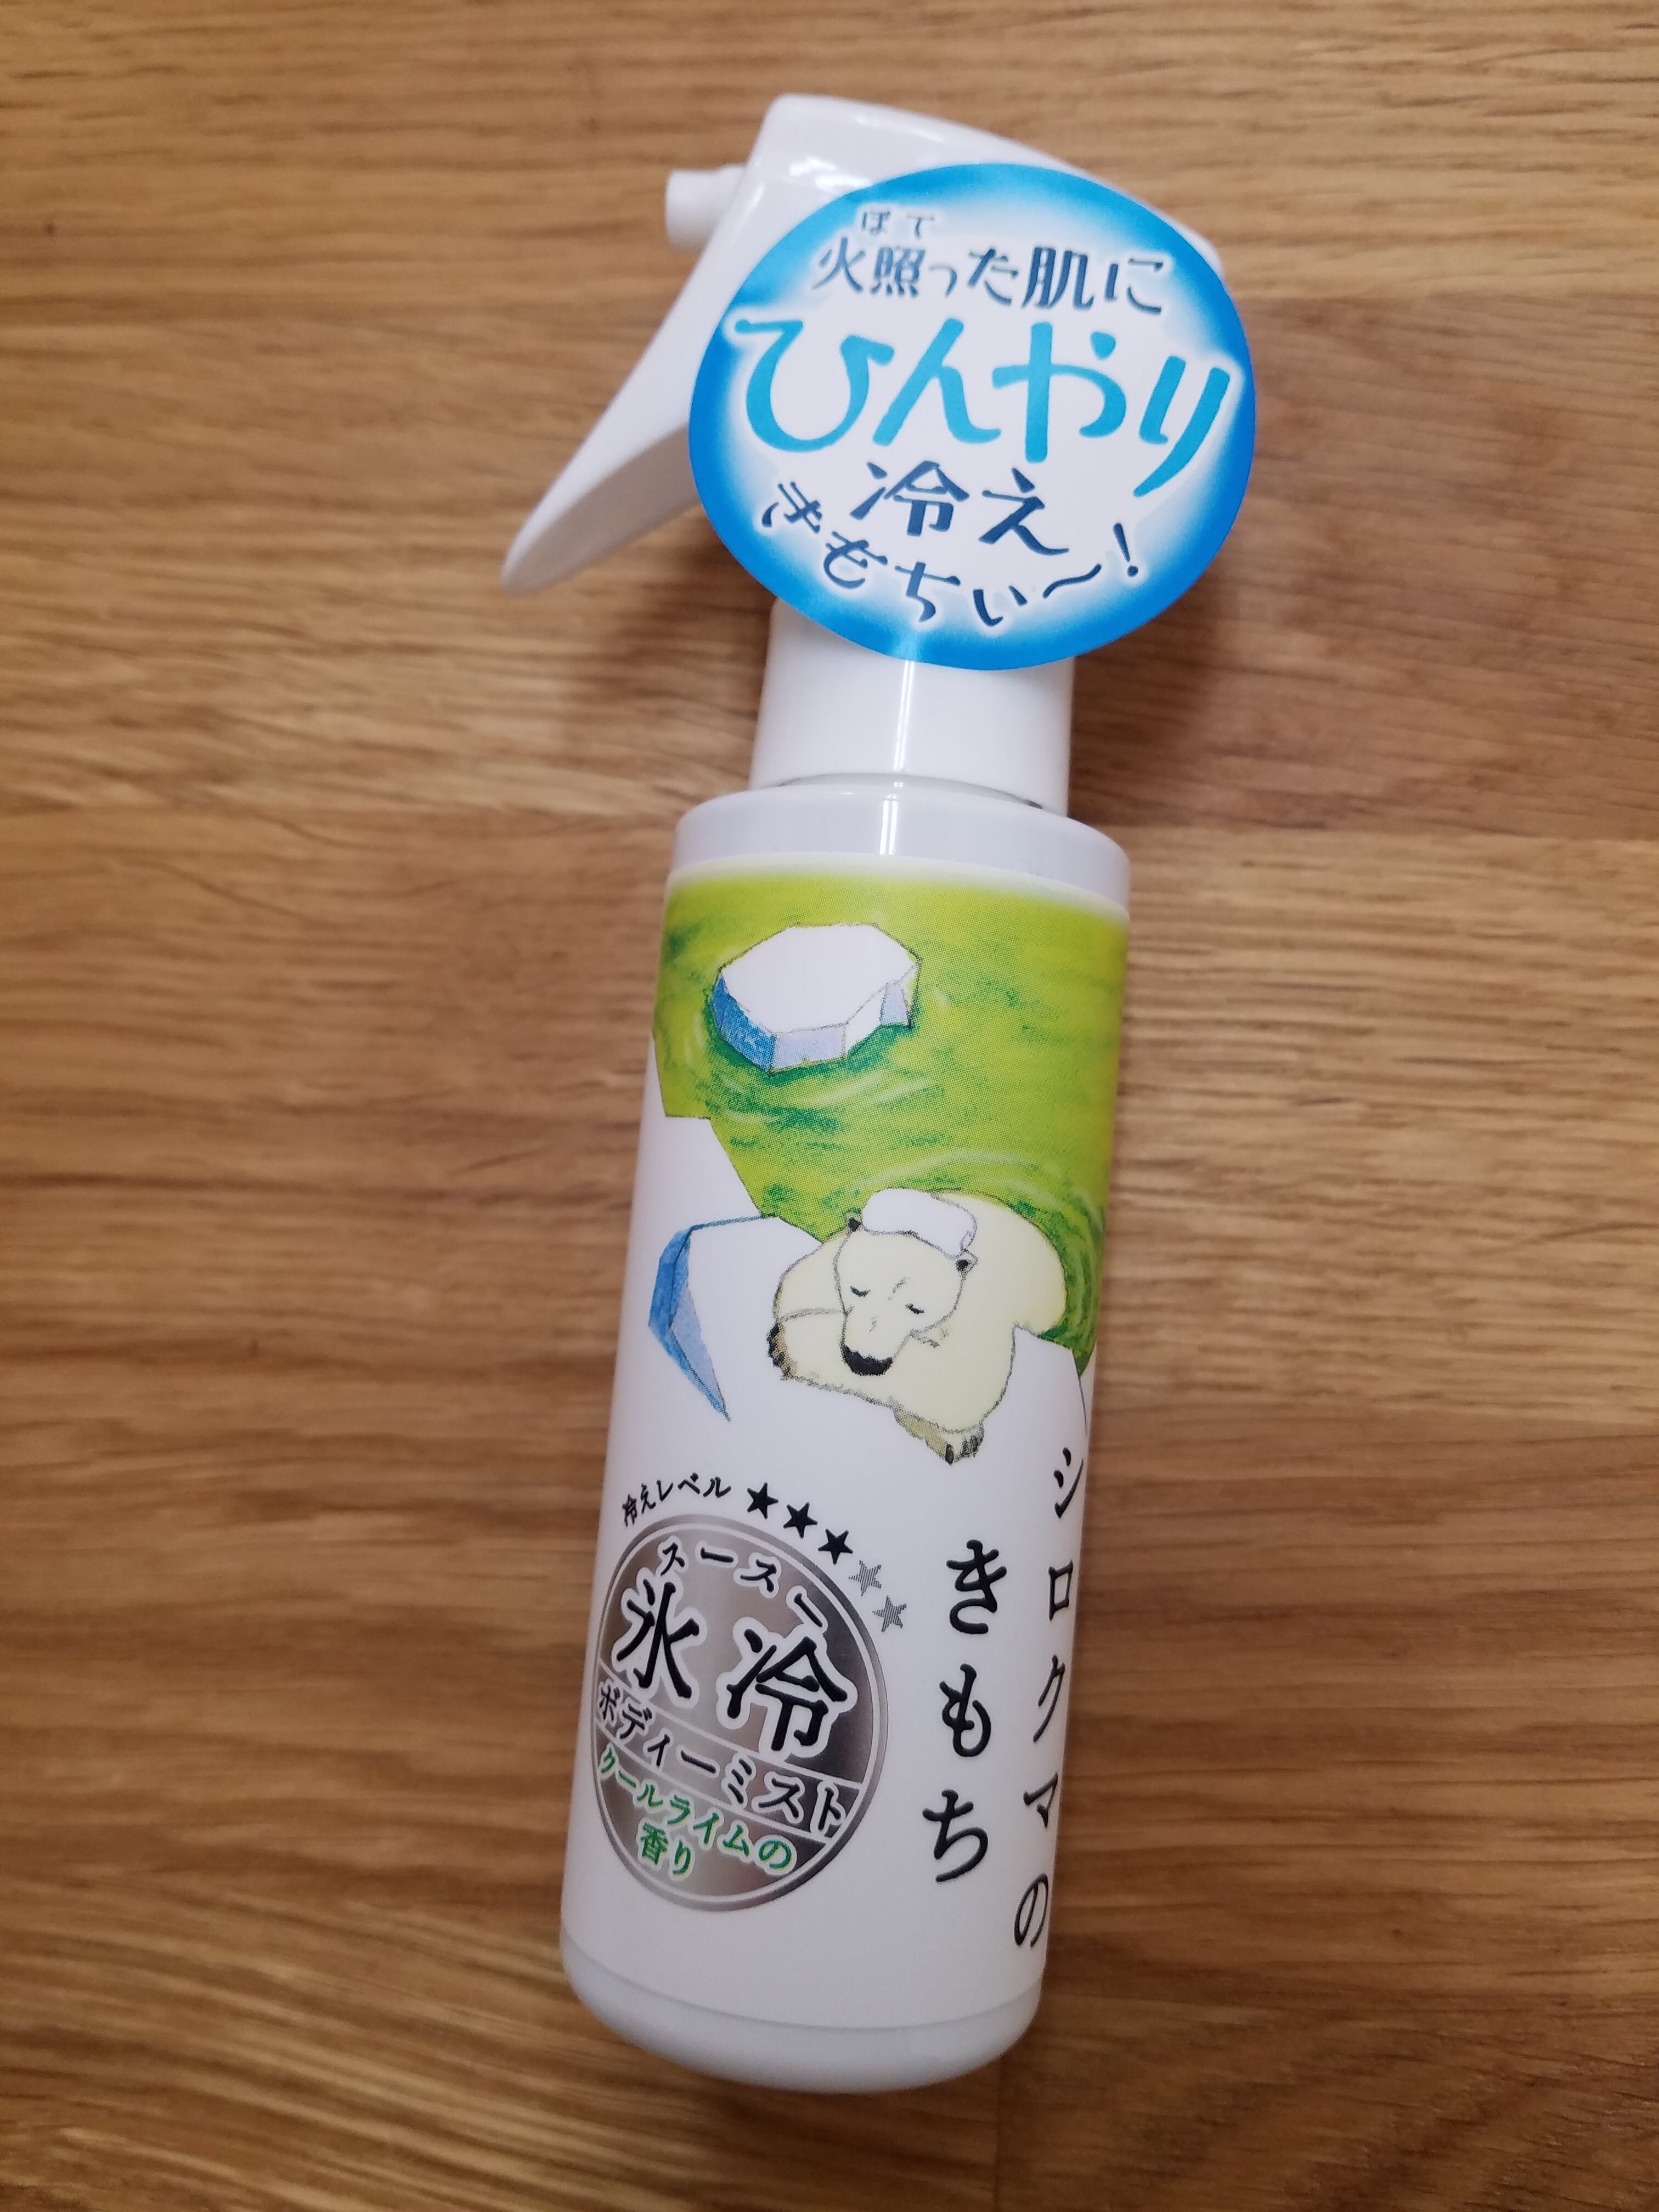 ぽて
火照った肌に
ひんやり
冷え
きもちぃ〜！
シロクマの
きもち
冷えレベル ★★★★★
スースー
氷冷
ボディーミスト
クールライムの
香り